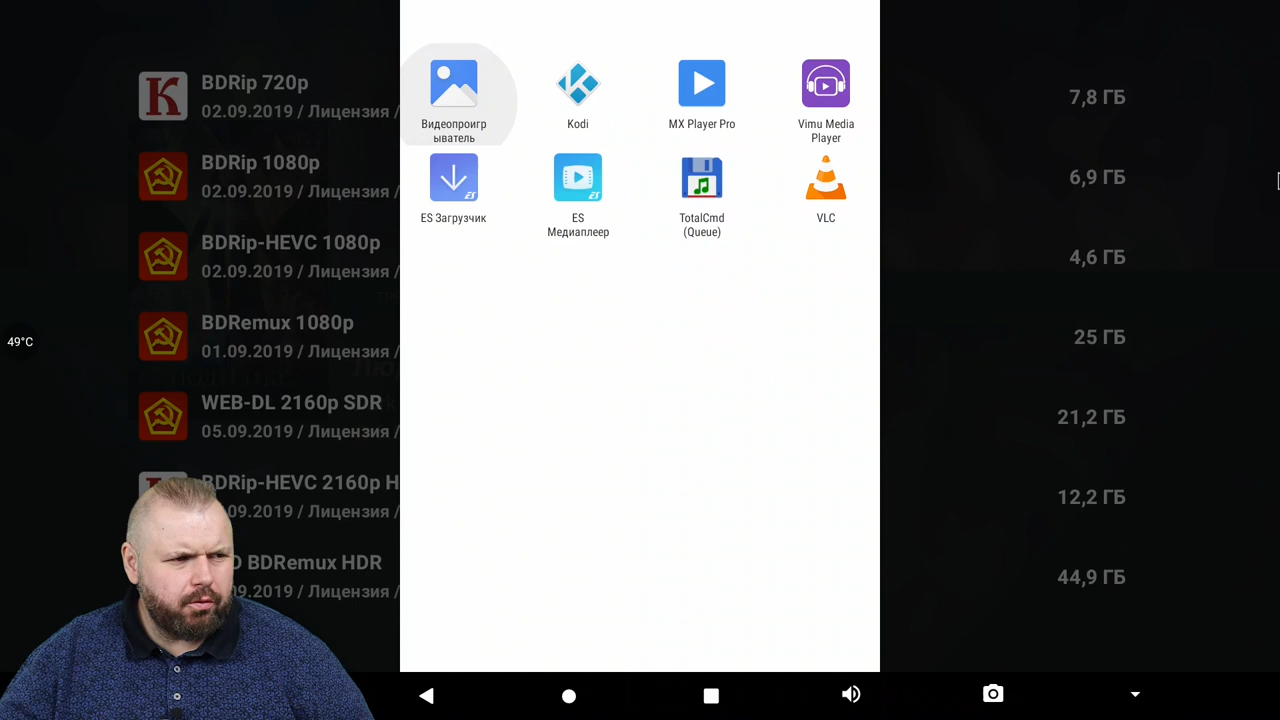 BDRip 720p
02.09.2019 / Лицензия /
7,8 ГБ
BDRip 1080p
02.09.2019 / Лицензия /
6,9 ГБ
BDRip-HEVC 1080p
02.09.2019 / Лицензия /
4,6 ГБ
BDRemux 1080p
01.09.2019 / Лицензия /
25 ГБ
WEB-DL 2160p SDR
05.09.2019 / Лицензия /
21,2 ГБ
BDRip-HEVC 2160p H
.09.2019 / Лицензия /
12,2 ГБ
BDRemux HDR
.09.2019 / Лицензия /
44,9 ГБ
49°C
Видеопроигр
ыватель
Kodi
MX Player Pro
Vimu Media
Player
ES Загрузчик
ES
Медиаплеер
TotalCmd
(Queue)
VLC